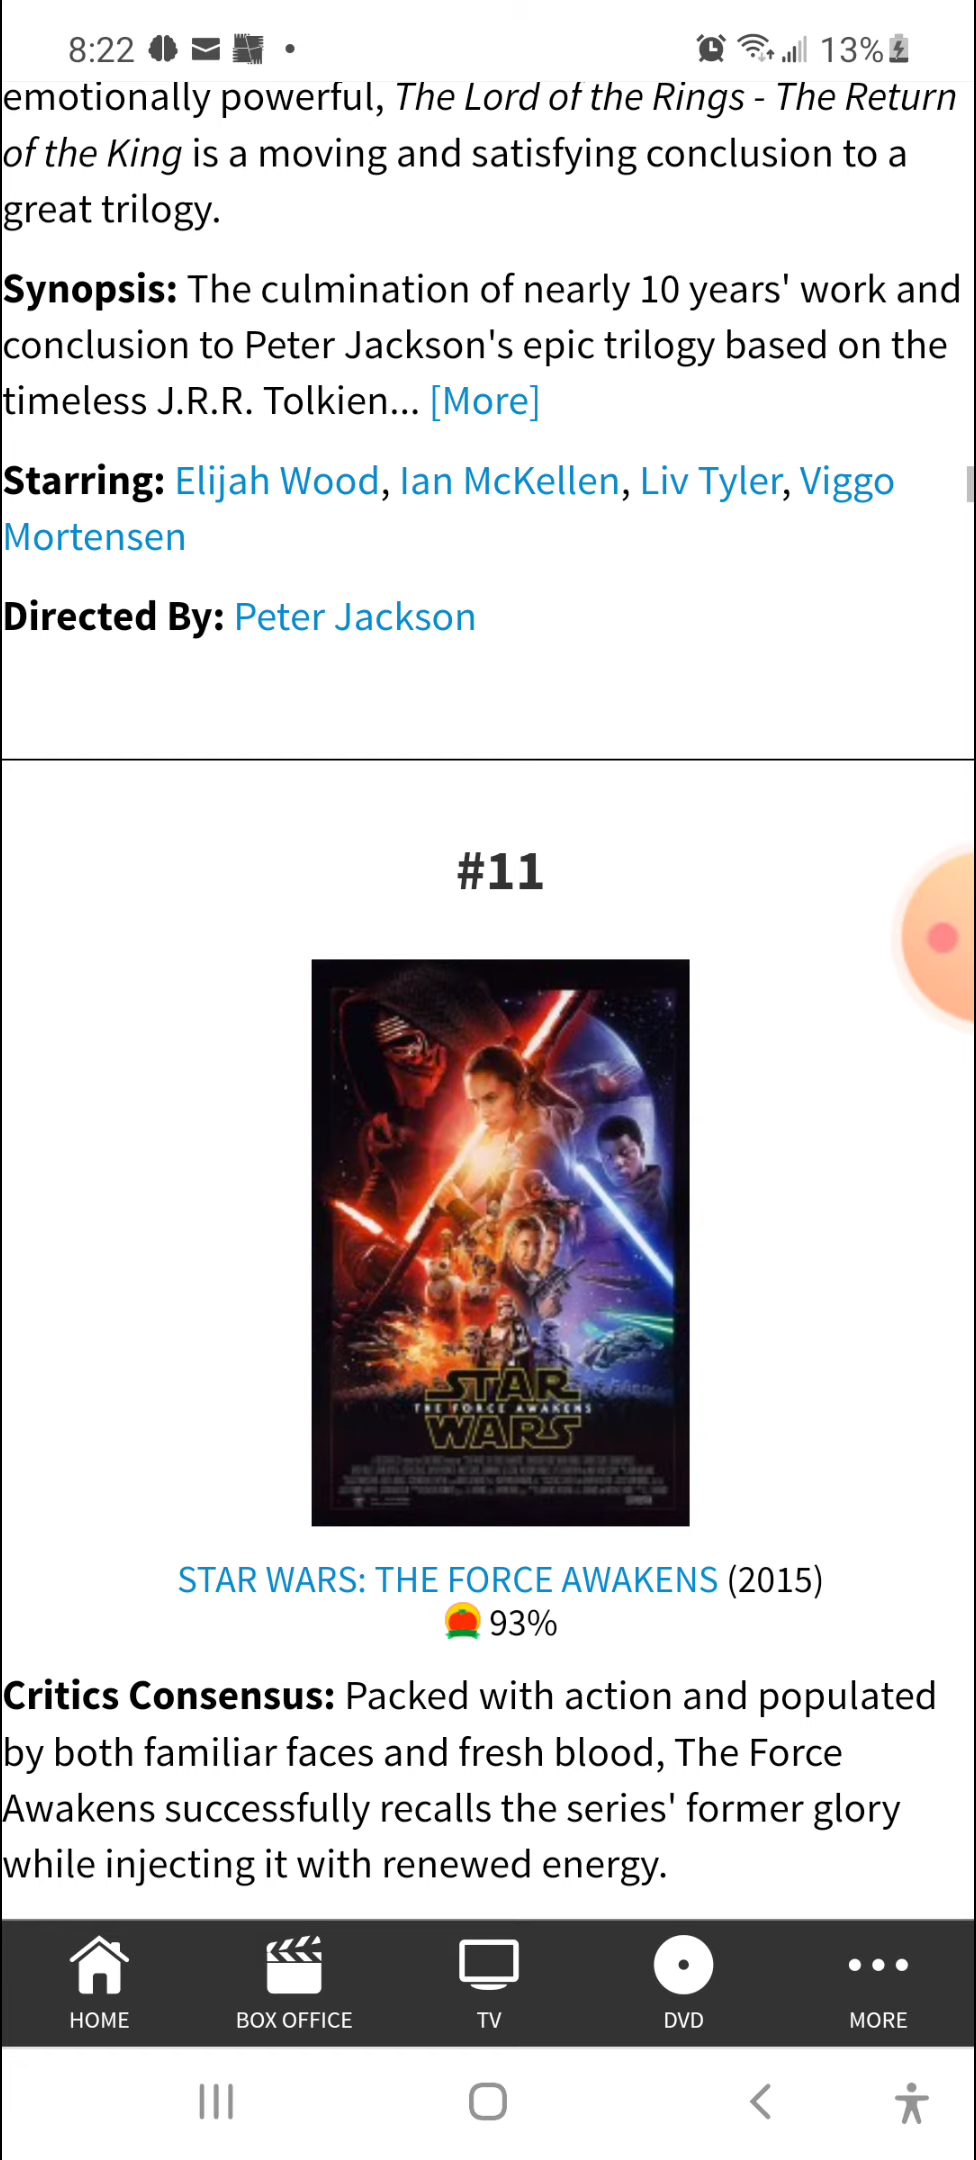 8:22
13%
emotionally powerful, The Lord of the Rings - The Return
of the King is a moving and satisfying conclusion to a
great trilogy.
Synopsis: The culmination of nearly 10 years' work and
conclusion to Peter Jackson's epic trilogy based on the
timeless J.R.R. Tolkien... [More]
Starring: Elijah Wood, Ian McKellen, Liv Tyler, Viggo
Mortensen
Directed By: Peter Jackson
#11
STAR
THE FORCE AWAKENS
WARS
STAR WARS: THE FORCE AWAKENS (2015)
93%
Critics Consensus: Packed with action and populated
by both familiar faces and fresh blood, The Force
Awakens successfully recalls the series' former glory
while injecting it with renewed energy.
HOME BOX OFFICE TV DVD MORE